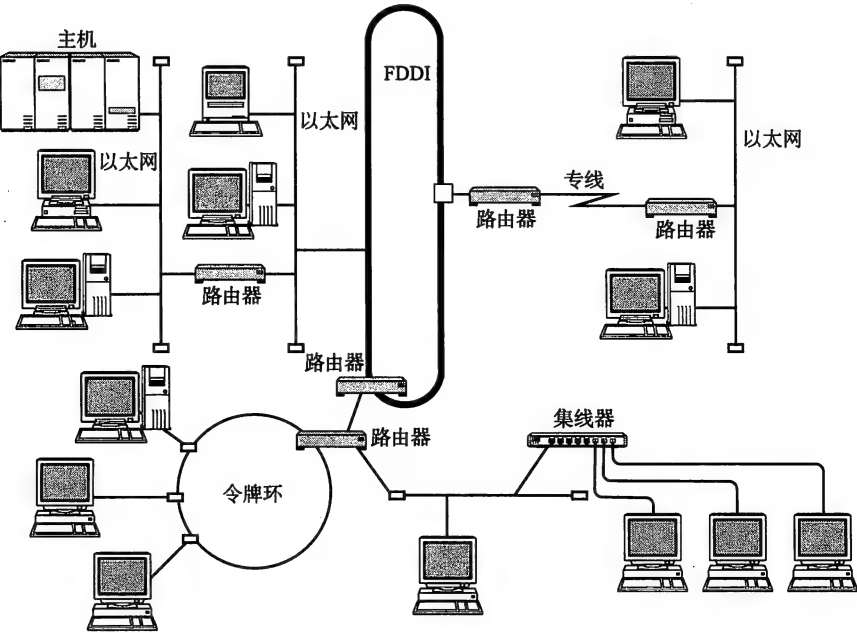 主机
FDDI
以太网
以太网
以太网
专线
路由器
路由器
路由器
路由器
路由器
集线器
令牌环